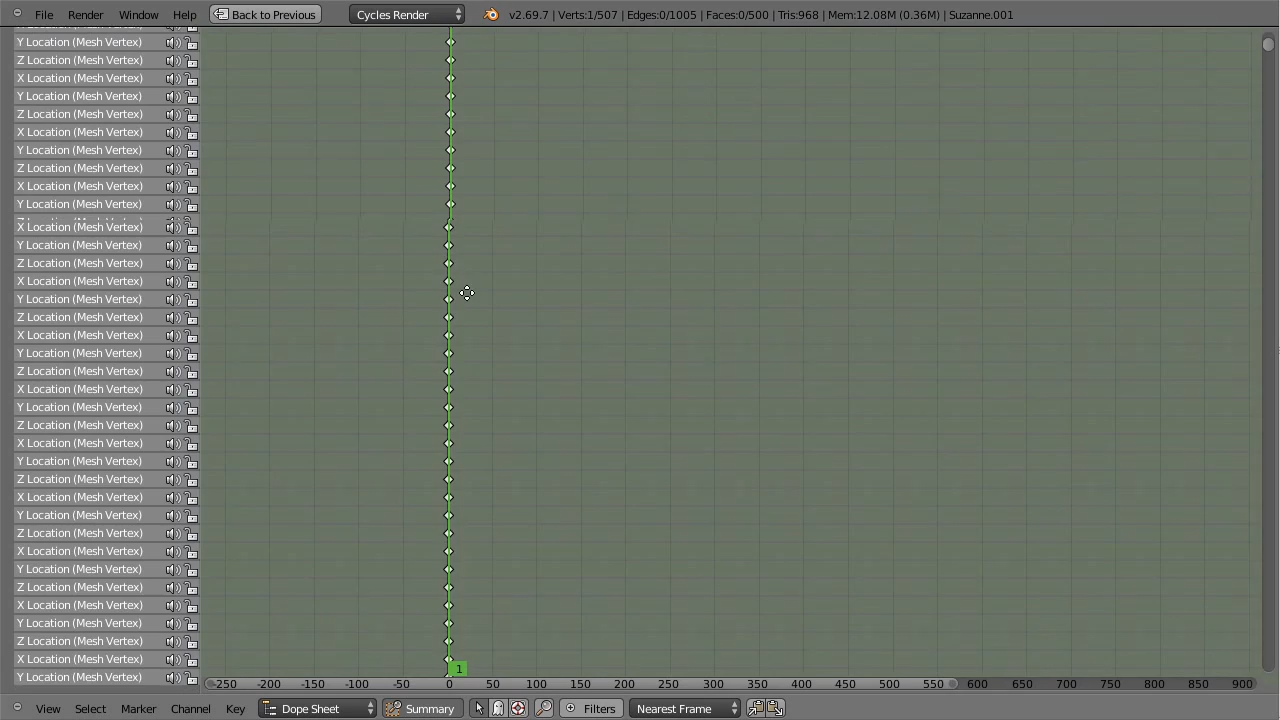 File Render Window Help Back to Previous Cycles Render v2.69.7 | Verts:1/507 | Edges:0/1005 | Faces:0/500 | Tris:968 | Mem:12.08M (0.36M) | Suzanne.001
Y Location (Mesh Vertex)
Z Location (Mesh Vertex)
X Location (Mesh Vertex)
Y Location (Mesh Vertex)
Z Location (Mesh Vertex)
X Location (Mesh Vertex)
Y Location (Mesh Vertex)
Z Location (Mesh Vertex)
X Location (Mesh Vertex)
Y Location (Mesh Vertex)
X Location (Mesh Vertex)
Y Location (Mesh Vertex)
Z Location (Mesh Vertex)
X Location (Mesh Vertex)
Y Location (Mesh Vertex)
Z Location (Mesh Vertex)
X Location (Mesh Vertex)
Y Location (Mesh Vertex)
Z Location (Mesh Vertex)
X Location (Mesh Vertex)
Y Location (Mesh Vertex)
Z Location (Mesh Vertex)
X Location (Mesh Vertex)
Y Location (Mesh Vertex)
Z Location (Mesh Vertex)
X Location (Mesh Vertex)
Y Location (Mesh Vertex)
Z Location (Mesh Vertex)
X Location (Mesh Vertex)
Y Location (Mesh Vertex)
Z Location (Mesh Vertex)
X Location (Mesh Vertex)
Y Location (Mesh Vertex)
Z Location (Mesh Vertex)
X Location (Mesh Vertex)
1
Y Location (Mesh Vertex)
-250 -200 -150 -100 -50 0 50 100 150 200 250 300 350 400 450 500 550 600 650 700 750 800 850 900
View Select Marker Channel Key Dope Sheet Summary Filters Nearest Frame